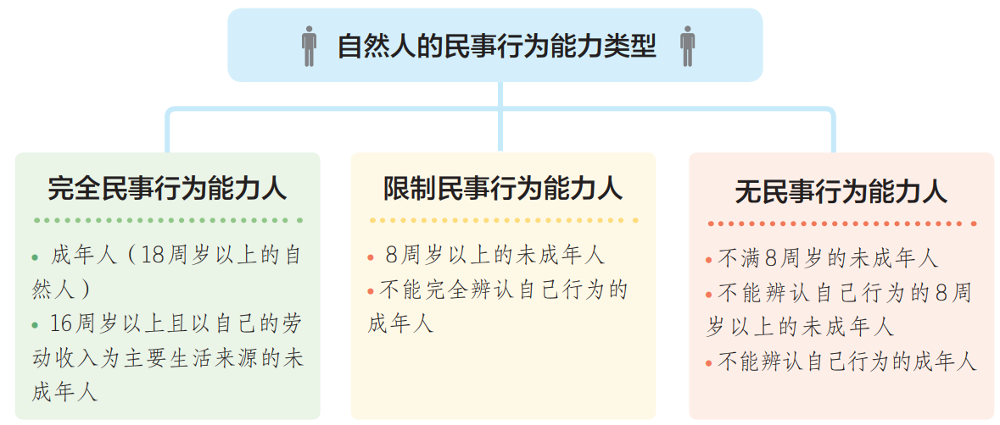 自然人的民事行为能力类型
完全民事行为能力人
• 成年人（18周岁以上的自
然人）
• 16周岁以上且以自己的劳
动收入为主要生活来源的未
成年人
限制民事行为能力人
• 8周岁以上的未成年人
• 不能完全辨认自己行为的
成年人
无民事行为能力人
• 不满8周岁的未成年人
• 不能辨认自己行为的8周
岁以上的未成年人
• 不能辨认自己行为的成年人